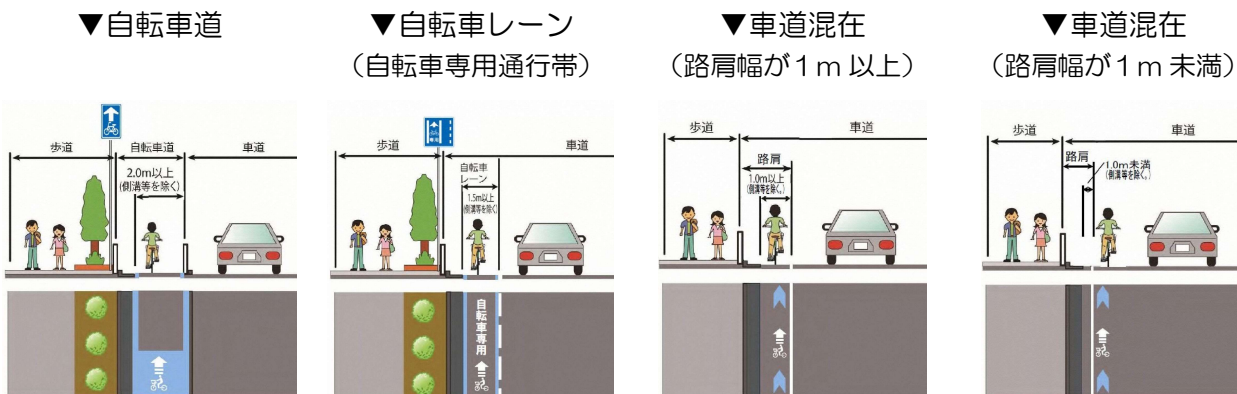 ▼自転車道
▼自転車レーン
（自転車専用通行帯）
▼車道混在
（路肩幅が１ｍ 以上）
▼車道混在
（路肩幅が１ｍ 未満）
歩道
自転車道
車道
2.0m以上
(側溝等を除く)
歩道
車道
専用
自転車
レーン
1.5m以上
(側溝等を除く)
自転車専用
歩道
車道
路肩
1.0m以上
(側溝等を除く。)
歩道
車道
路肩
1.0m未満
(側溝等を除く。)